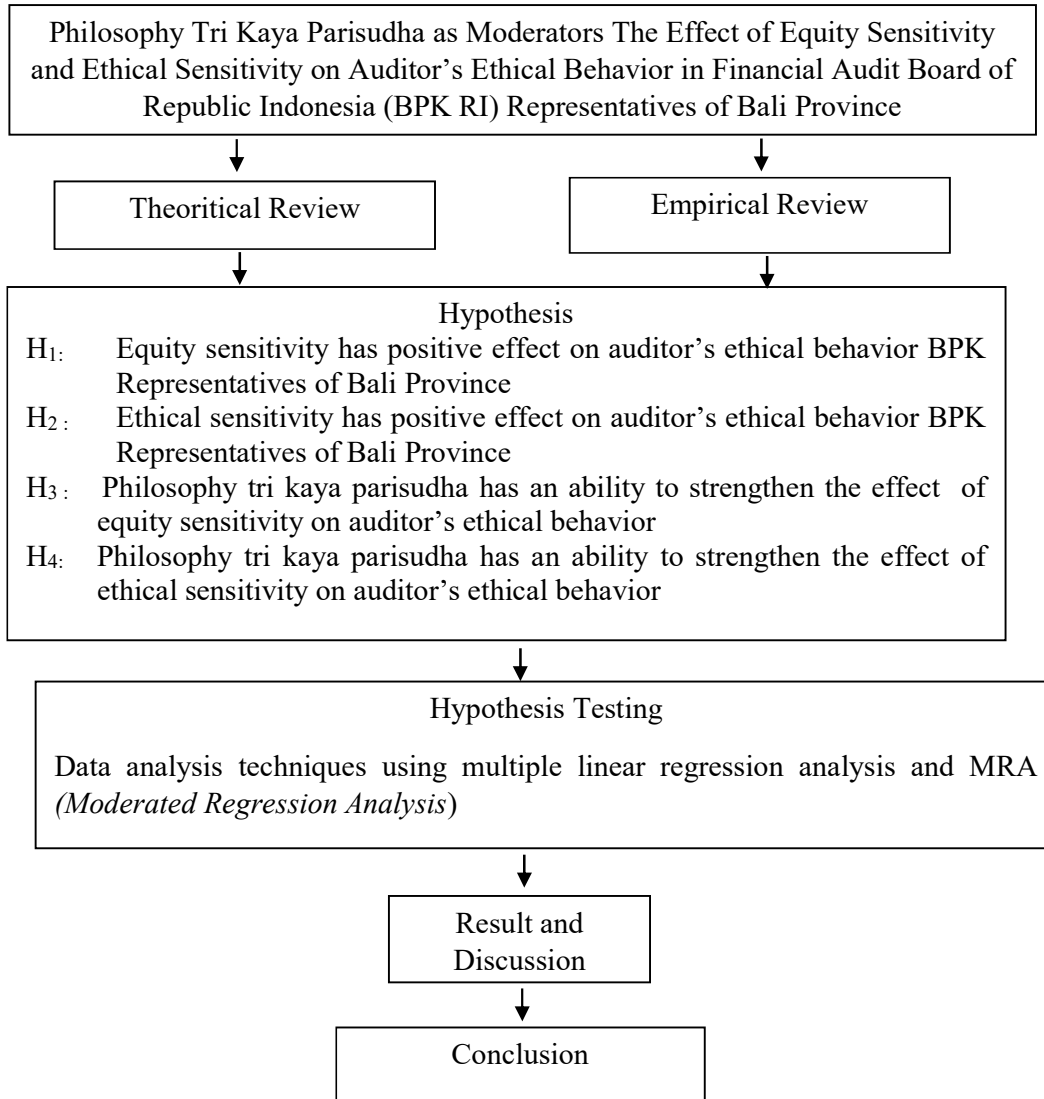 Philosophy Tri Kaya Parisudha as Moderators The Effect of Equity Sensitivity
and Ethical Sensitivity on Auditor’s Ethical Behavior in Financial Audit Board of
Republic Indonesia (BPK RI) Representatives of Bali Province
Theoritical Review
Empirical Review
Hypothesis
H1: Equity sensitivity has positive effect on auditor’s ethical behavior BPK
Representatives of Bali Province
H2 : Ethical sensitivity has positive effect on auditor’s ethical behavior BPK
Representatives of Bali Province
H3 : Philosophy tri kaya parisudha has an ability to strengthen the effect of
equity sensitivity on auditor’s ethical behavior
H4: Philosophy tri kaya parisudha has an ability to strengthen the effect of
ethical sensitivity on auditor’s ethical behavior
Hypothesis Testing
Data analysis techniques using multiple linear regression analysis and MRA
(Moderated Regression Analysis)
Result and
Discussion
Conclusion